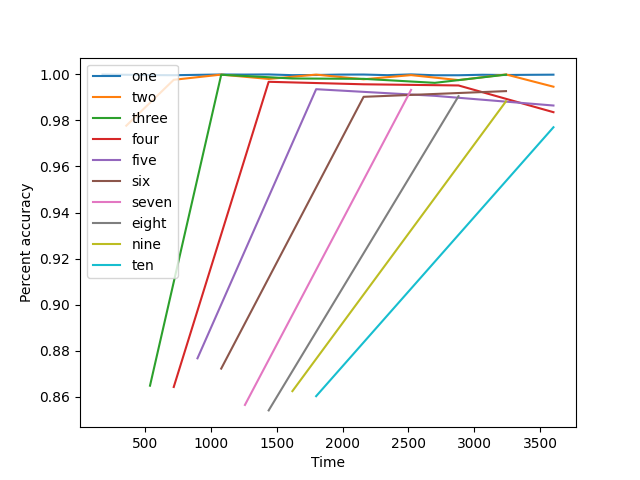 1.00
0.98
0.96
0.94
0.92
0.90
0.88
0.86
Percent accuracy
one
two
three
four
five
six
seven
eight
nine
ten
500 1000 1500 2000 2500 3000 3500
Time